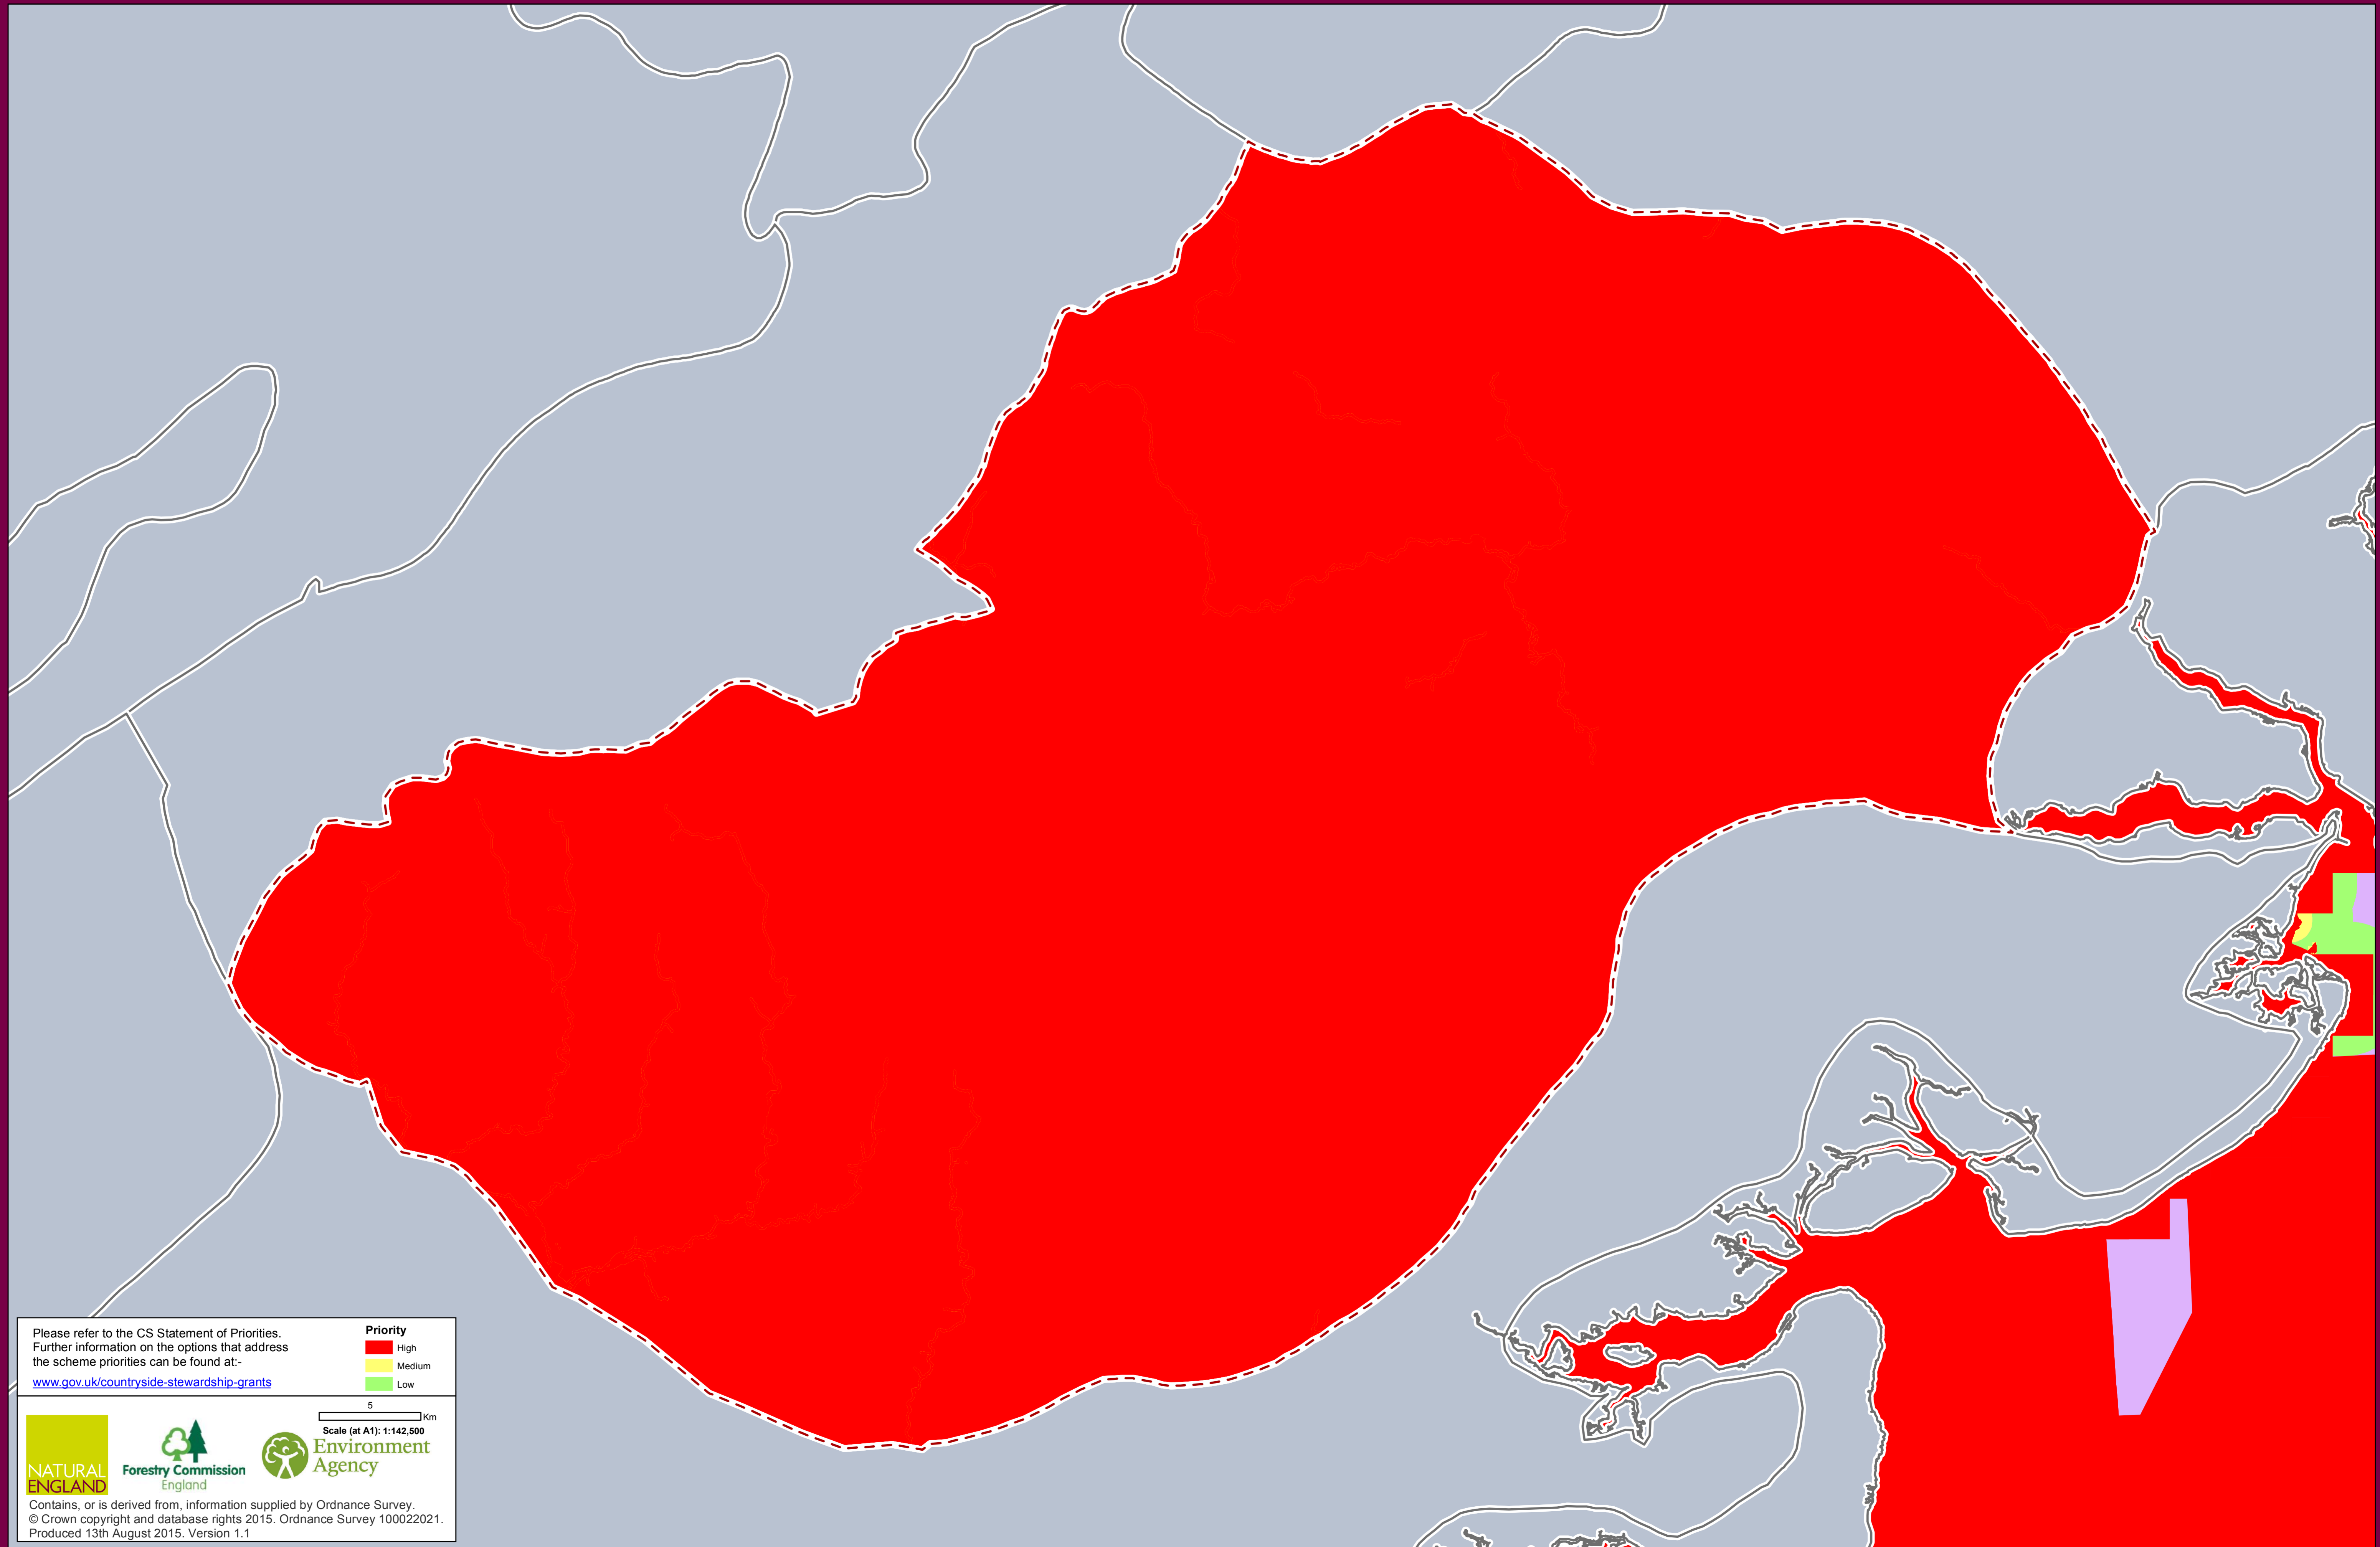 Please refer to the CS Statement of Priorities.
Further information on the options that address
the scheme priorities can be found at:-
www.gov.uk/countryside-stewardship-grants
Priority
High
Medium
Low
5
Km
Scale (at A1): 1:142,500
NATURAL
ENGLAND
Forestry Commission
England
Environment
Agency
Contains, or is derived from, information supplied by Ordnance Survey.
© Crown copyright and database rights 2015. Ordnance Survey 100022021.
Produced 13th August 2015. Version 1.1